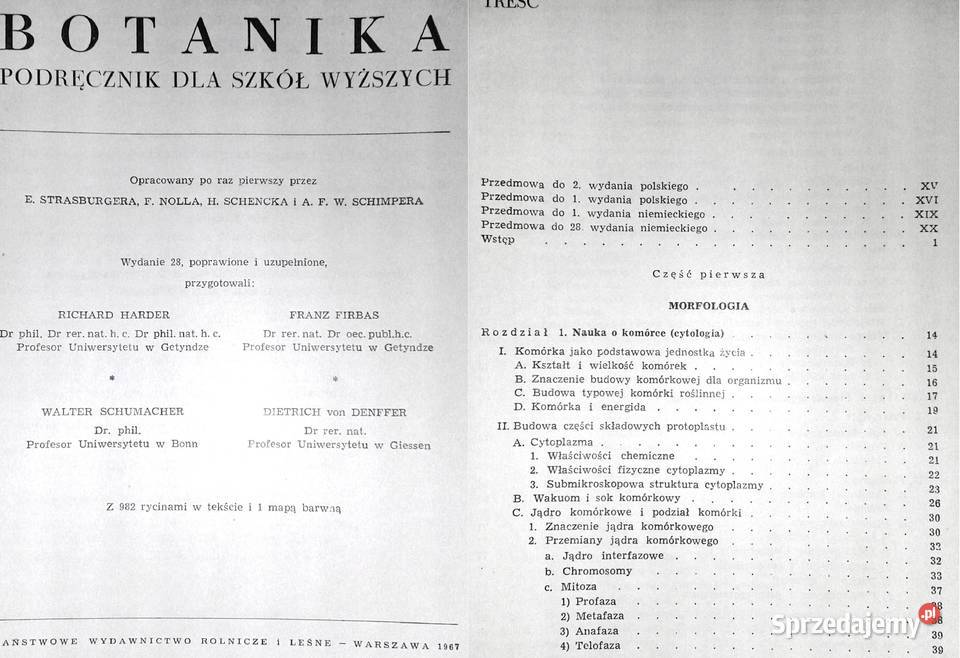 BOTANIKA
PODRĘCZNIK DLA SZKÓŁ WYŻSZYCH
Opracowany po raz pierwszy przez
E. STRASBURGERA, F. NOLLA, H. SCHENCKA i A. F. W. SCHIMPERA
Wydanie 28, poprawione i uzupełnione,
przygotowali:
RICHARD HARDER
Dr phil. Dr rer. nat. h. c. Dr phil. nat. h. c.
Profesor Uniwersytetu w Getyndze
*
FRANZ FIRBAS
Dr rer. nat. Dr oec. publ.h.c.
Profesor Uniwersytetu w Getyndze
*
WALTER SCHUMACHER
Dr. phil.
Profesor Uniwersytetu w Bonn
DIETRICH von DENFFER
Dr rer. nat.
Profesor Uniwersytetu w Giessen
Z 982 rycinami w tekście i 1 mapą barwną
AŃSTWOWE WYDAWNICTWO ROLNICZE i LEŚNE — WARSZAWA 1967
TREŚĆ
Przedmowa do 2. wydania polskiego . . . . . . . . . XV
Przedmowa do 1. wydania polskiego . . . . . . . . . XVI
Przedmowa do 1. wydania niemieckiego . . . . . . . . XIX
Przedmowa do 28. wydania niemieckiego . . . . . . . . XX
Wstęp . . . . . . . . . . . . . . 1
Część pierwsza
MORFOLOGIA
Rozdział 1. Nauka o komórce (cytologia) . . . . . . . 14
I. Komórka jako podstawowa jednostka życia . . . . . . . 14
A. Kształt i wielkość komórek . . . . . . . . . 15
B. Znaczenie budowy komórkowej dla organizmu . . . . . . 16
C. Budowa typowej komórki roślinnej . . . . . . . . 17
D. Komórka i energida . . . . . . . . . . 19
II. Budowa części składowych protoplastu . . . . . . . . 21
A. Cytoplazma . . . . . . . . . . . . 21
1. Właściwości chemiczne . . . . . . . . . 21
2. Właściwości fizyczne cytoplazmy . . . . . . . . 22
3. Submikroskopowa struktura cytoplazmy . . . . . . 23
B. Wakuom i sok komórkowy . . . . . . . . . 26
C. Jądro komórkowe i podział komórki . . . . . . . 30
1. Znaczenie jądra komórkowego . . . . . . . . 30
2. Przemiany jądra komórkowego . . . . . . . . 32
a. Jądro interfazowe . . . . . . . . . 32
b. Chromosomy . . . . . . . . . . 33
c. Mitoza . . . . . . . . . . . 37
1) Profaza . . . . . . . . . . 38
2) Metafaza . . . . . . . . . . 38
3) Anafaza . . . . . . . . . . 39
4) Telofaza . . . . . . . . . . 39
Sprzedajemy .pl